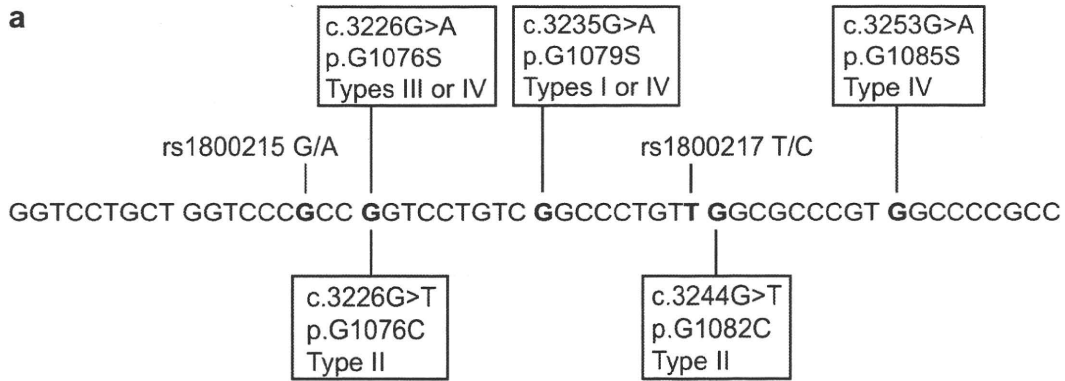 a
c.3226G>A
p.G1076S
Types III or IV
c.3235G>A
p.G1079S
Types I or IV
c.3253G>A
p.G1085S
Type IV
rs1800215 G/A
rs1800217 T/C
GGTCCTGCT GGTCCCGCC GGTCCTGTC GGCCCTGTT GGCGCCCGT GGCCCCGCC
c.3226G>T
p.G1076C
Type II
c.3244G>T
p.G1082C
Type II